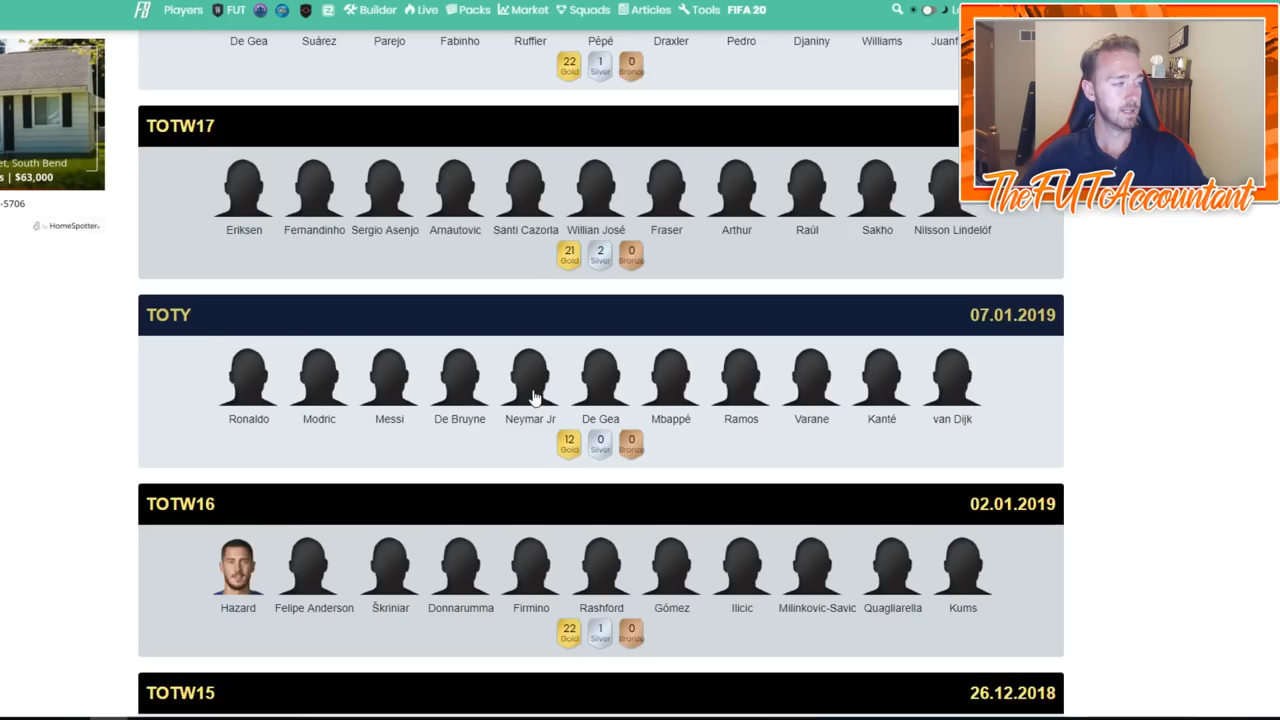 FB Players FUT Builder Live Packs Market Squads Articles Tools FIFA 20
De Gea Suárez Parejo Fabinho Ruffier Pépé Draxler Pedro Djaniny Williams
22 Gold 1 Silver 0 Bronze
TOTW17
et, South Bend
s | $63,000
-5706
by HomeSpotter
TheFUTAccountant
Eriksen Fernandinho Sergio Asenjo Arnautovic Santi Cazorla Willian José Fraser Arthur Raúl Sakho Nilsson Lindelöf
21 Gold 2 Silver 0 Bronze
TOTY 07.01.2019
Ronaldo Modric Messi De Bruyne Neymar Jr De Gea Mbappé Ramos Varane Kanté van Dijk
12 Gold 0 Silver 0 Bronze
TOTW16 02.01.2019
Hazard Felipe Anderson Škriniar Donnarumma Firmino Rashford Gómez Ilicic Milinkovic-Savic Quagliarella Kums
22 Gold 1 Silver 0 Bronze
TOTW15 26.12.2018